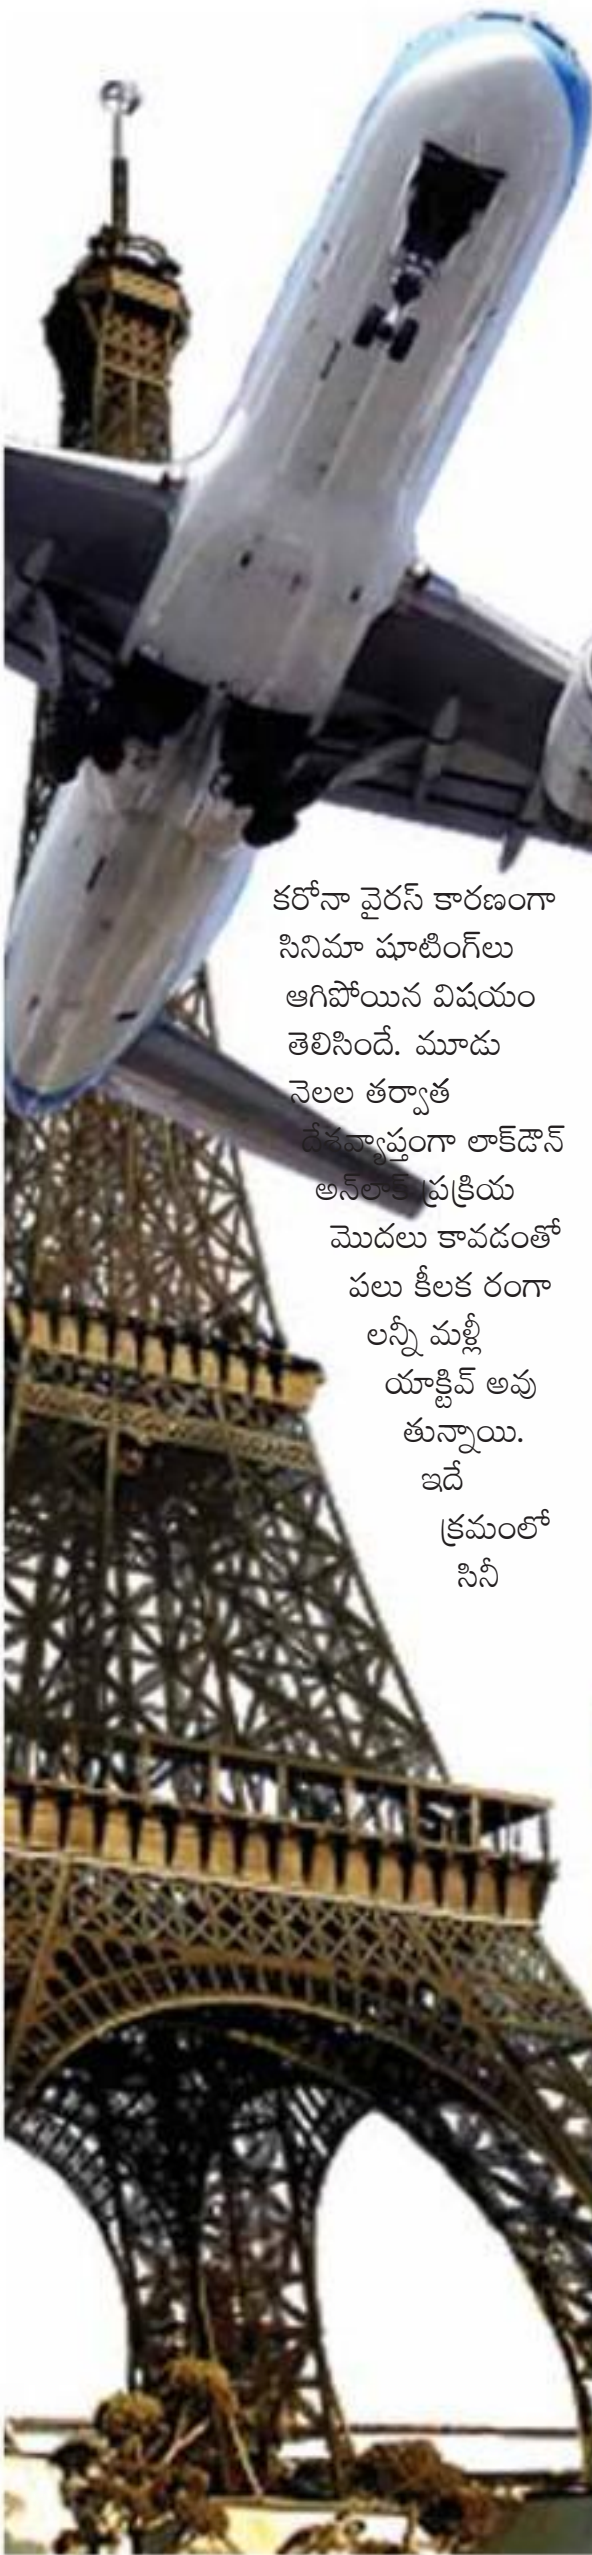 కరోనా వైరస్ కారణంగా
సినిమా షూటింగ్‌లు
ఆగిపోయిన విషయం
తెలిసిందే. మూడు
నెలల తర్వాత
దేశవ్యాప్తంగా లాక్‌డౌన్
అన్‌లాక్ ప్రక్రియ
మొదలు కావడంతో
పలు కీలక రంగా
లన్నీ మళ్లీ
యాక్టివ్ అవు
తున్నాయి.
ఇదే
క్రమంలో
సినీ